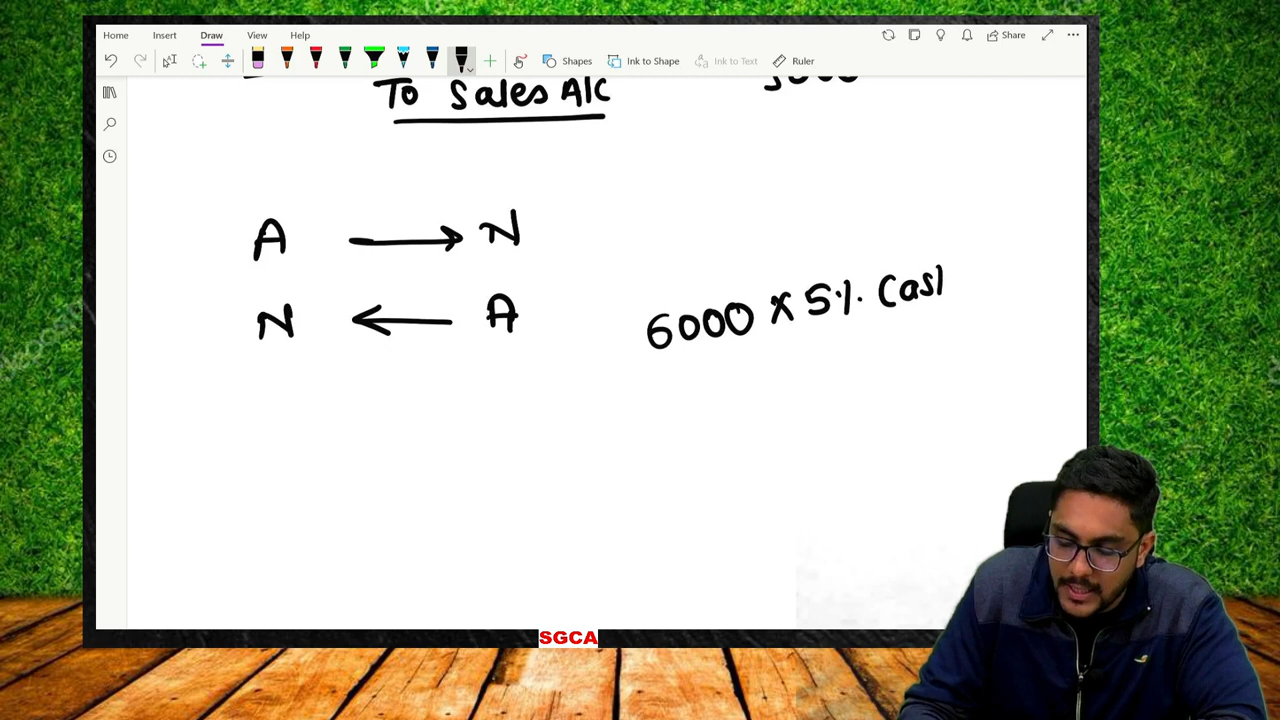 Home Insert Draw View Help
Share
Shapes Ink to Shape Ink to Text Ruler
To Sales A/C
A → N
N ← A
6000 x 5%. Cash
SGCA